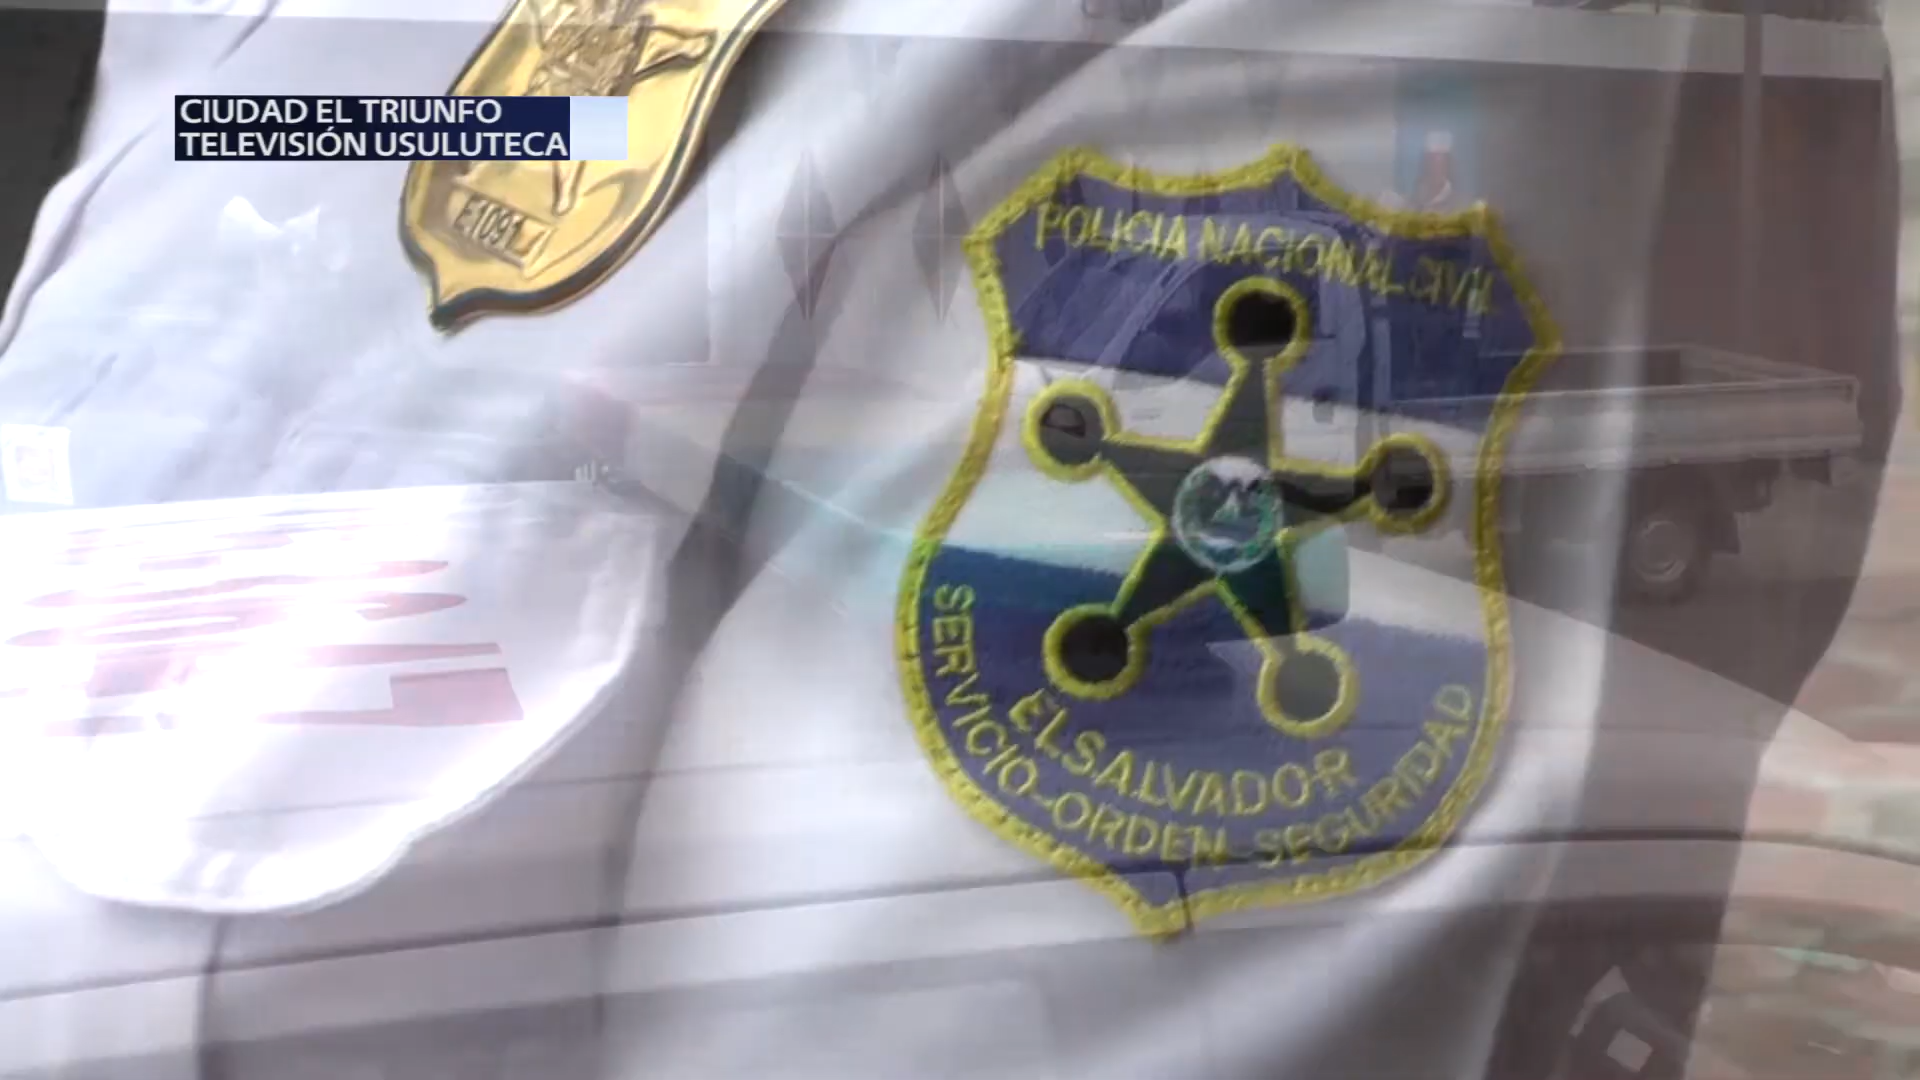 CIUDAD EL TRIUNFO
TELEVISIÓN USULUTECA
E1091
POLICIA NACIONAL CIVIL
EL SALVADOR
SERVICIO-ORDEN-SEGURIDAD